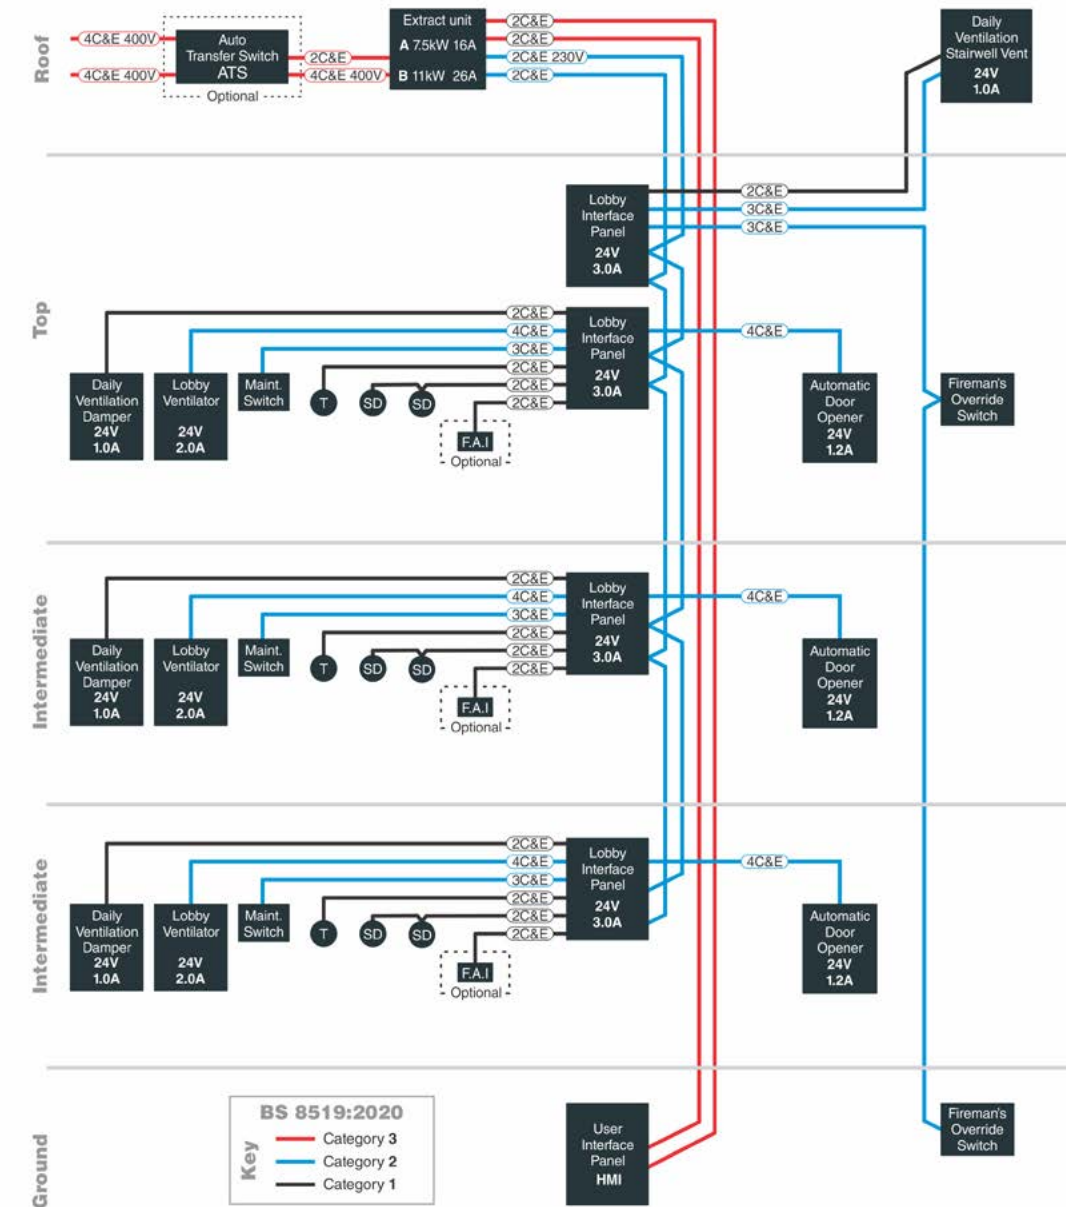 Roof
4C&E 400V
4C&E 400V
Auto
Transfer Switch
ATS
Optional
2C&E
4C&E 400V
Extract unit
A 7.5kW 16A
B 11kW 26A
2C&E
2C&E
2C&E 230V
2C&E
Daily
Ventilation
Stairwell Vent
24V
1.0A
Top
Lobby
Interface
Panel
24V
3.0A
2C&E
3C&E
3C&E
2C&E
4C&E
3C&E
2C&E
2C&E
2C&E
Lobby
Interface
Panel
24V
3.0A
4C&E
Daily
Ventilation
Damper
24V
1.0A
Lobby
Ventilator
24V
2.0A
Maint.
Switch
T
SD
SD
F.A.I
Optional
Automatic
Door
Opener
24V
1.2A
Fireman's
Override
Switch
Intermediate
2C&E
4C&E
3C&E
2C&E
2C&E
2C&E
Lobby
Interface
Panel
24V
3.0A
4C&E
Daily
Ventilation
Damper
24V
1.0A
Lobby
Ventilator
24V
2.0A
Maint.
Switch
T
SD
SD
F.A.I
Optional
Automatic
Door
Opener
24V
1.2A
Intermediate
2C&E
4C&E
3C&E
2C&E
2C&E
2C&E
Lobby
Interface
Panel
24V
3.0A
4C&E
Daily
Ventilation
Damper
24V
1.0A
Lobby
Ventilator
24V
2.0A
Maint.
Switch
T
SD
SD
F.A.I
Optional
Automatic
Door
Opener
24V
1.2A
Ground
BS 8519:2020
Key
Category 3
Category 2
Category 1
User
Interface
Panel
HMI
Fireman's
Override
Switch